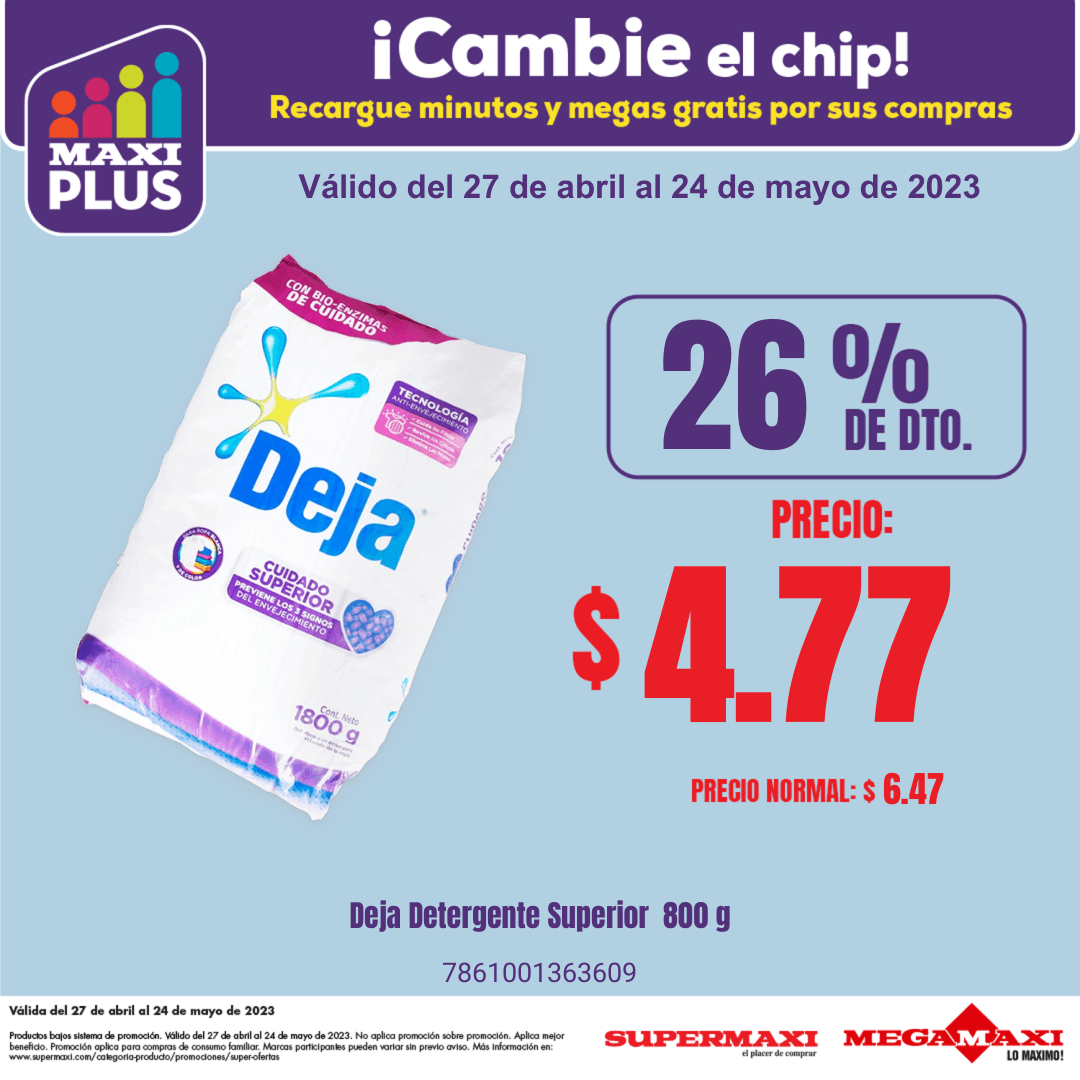 ¡Cambie el chip!
Recargue minutos y megas gratis por sus compras
MAXI
PLUS
Válido del 27 de abril al 24 de mayo de 2023
CON BIO-ENZIMAS
DE CUIDADO
TECNOLOGÍA
ANTI-ENVEJECIMIENTO
Deja
CUIDADO
SUPERIOR
PREVIENE LOS 3 SIGNOS
DEL ENVEJECIMIENTO
Y DE COLOR
Cont. Neto
1800 g
26 %
DE DTO.
PRECIO:
$ 4.77
PRECIO NORMAL: $ 6.47
Deja Detergente Superior 800 g
7861001363609
Válida del 27 de abril al 24 de mayo de 2023
Productos bajos sistema de promoción. Válido del 27 de abril al 24 de mayo de 2023. No aplica promoción sobre promoción. Aplica mejor
beneficio. Promoción aplica para compras de consumo familiar. Marcas participantes pueden variar sin previo aviso. Más información en:
www.supermaxi.com/categoria-producto/promociones/super-ofertas
SUPERMAXI
el placer de comprar
MEGAMAXI
LO MAXIMO!